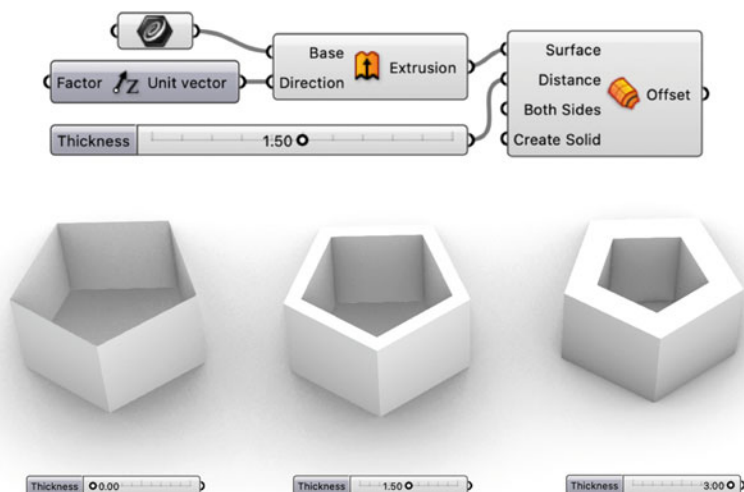 Base
Direction
Extrusion
Factor
Unit vector
Surface
Distance
Both Sides
Create Solid
Offset
Thickness 1.50
Thickness 0.00
Thickness 1.50
Thickness 3.00